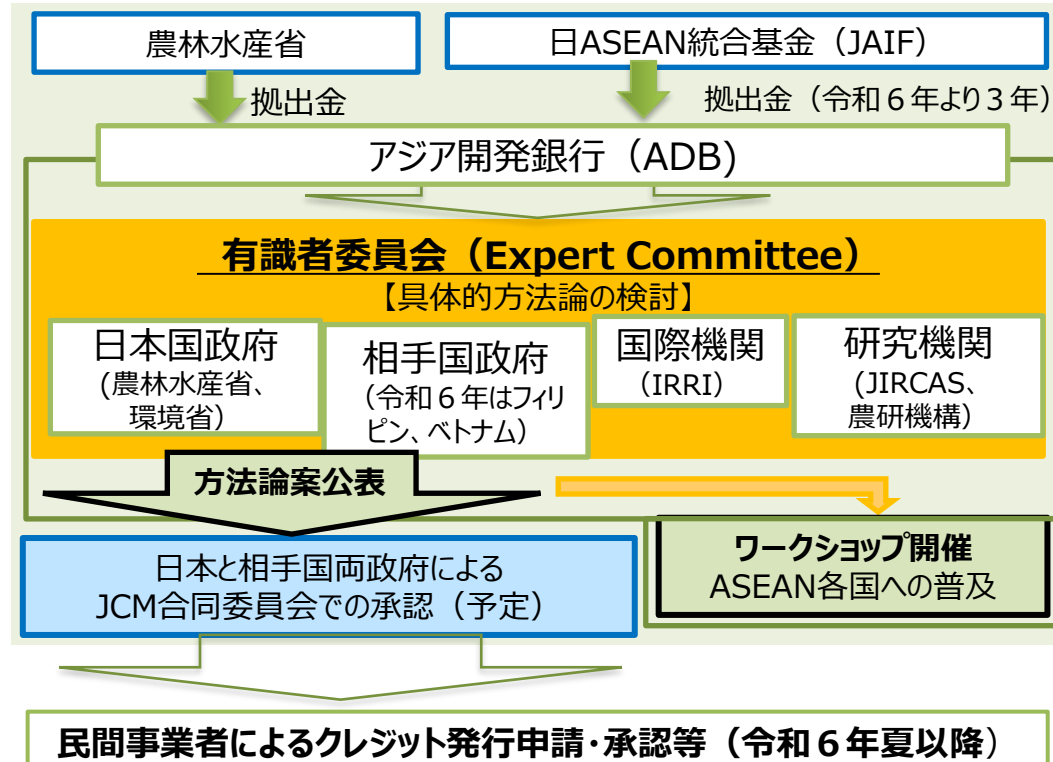 農林水産省
日ASEAN統合基金（JAIF）
拠出金
拠出金（令和６年より３年）
アジア開発銀行（ADB)
有識者委員会（Expert Committee）
【具体的方法論の検討】
日本国政府
(農林水産省、
環境省）
相手国政府
（令和６年はフィリ
ピン、ベトナム）
国際機関
（IRRI）
研究機関
(JIRCAS、
農研機構）
方法論案公表
ワークショップ開催
ASEAN各国への普及
日本と相手国両政府による
JCM合同委員会での承認（予定）
民間事業者によるクレジット発行申請・承認等（令和６年夏以降）